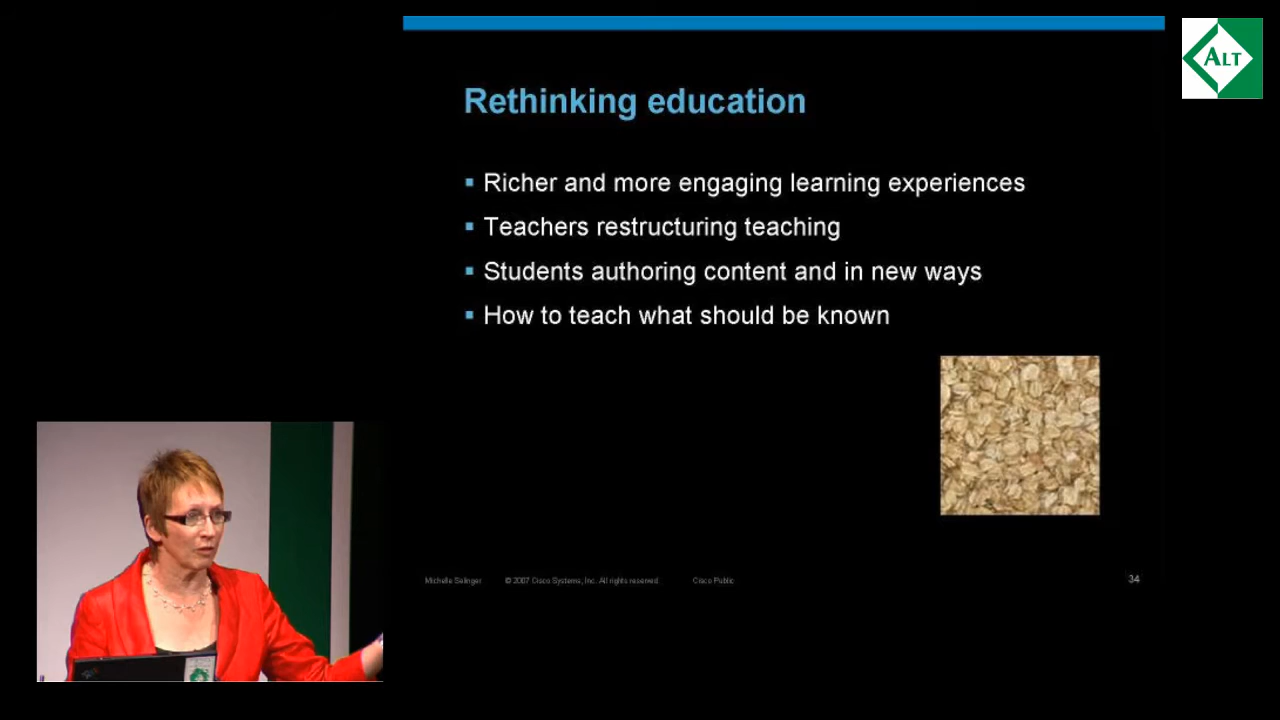 ALT
Rethinking education
Richer and more engaging learning experiences
Teachers restructuring teaching
Students authoring content and in new ways
How to teach what should be known
Michelle Selinger © 2007 Cisco Systems, Inc. All rights reserved. Cisco Public 34